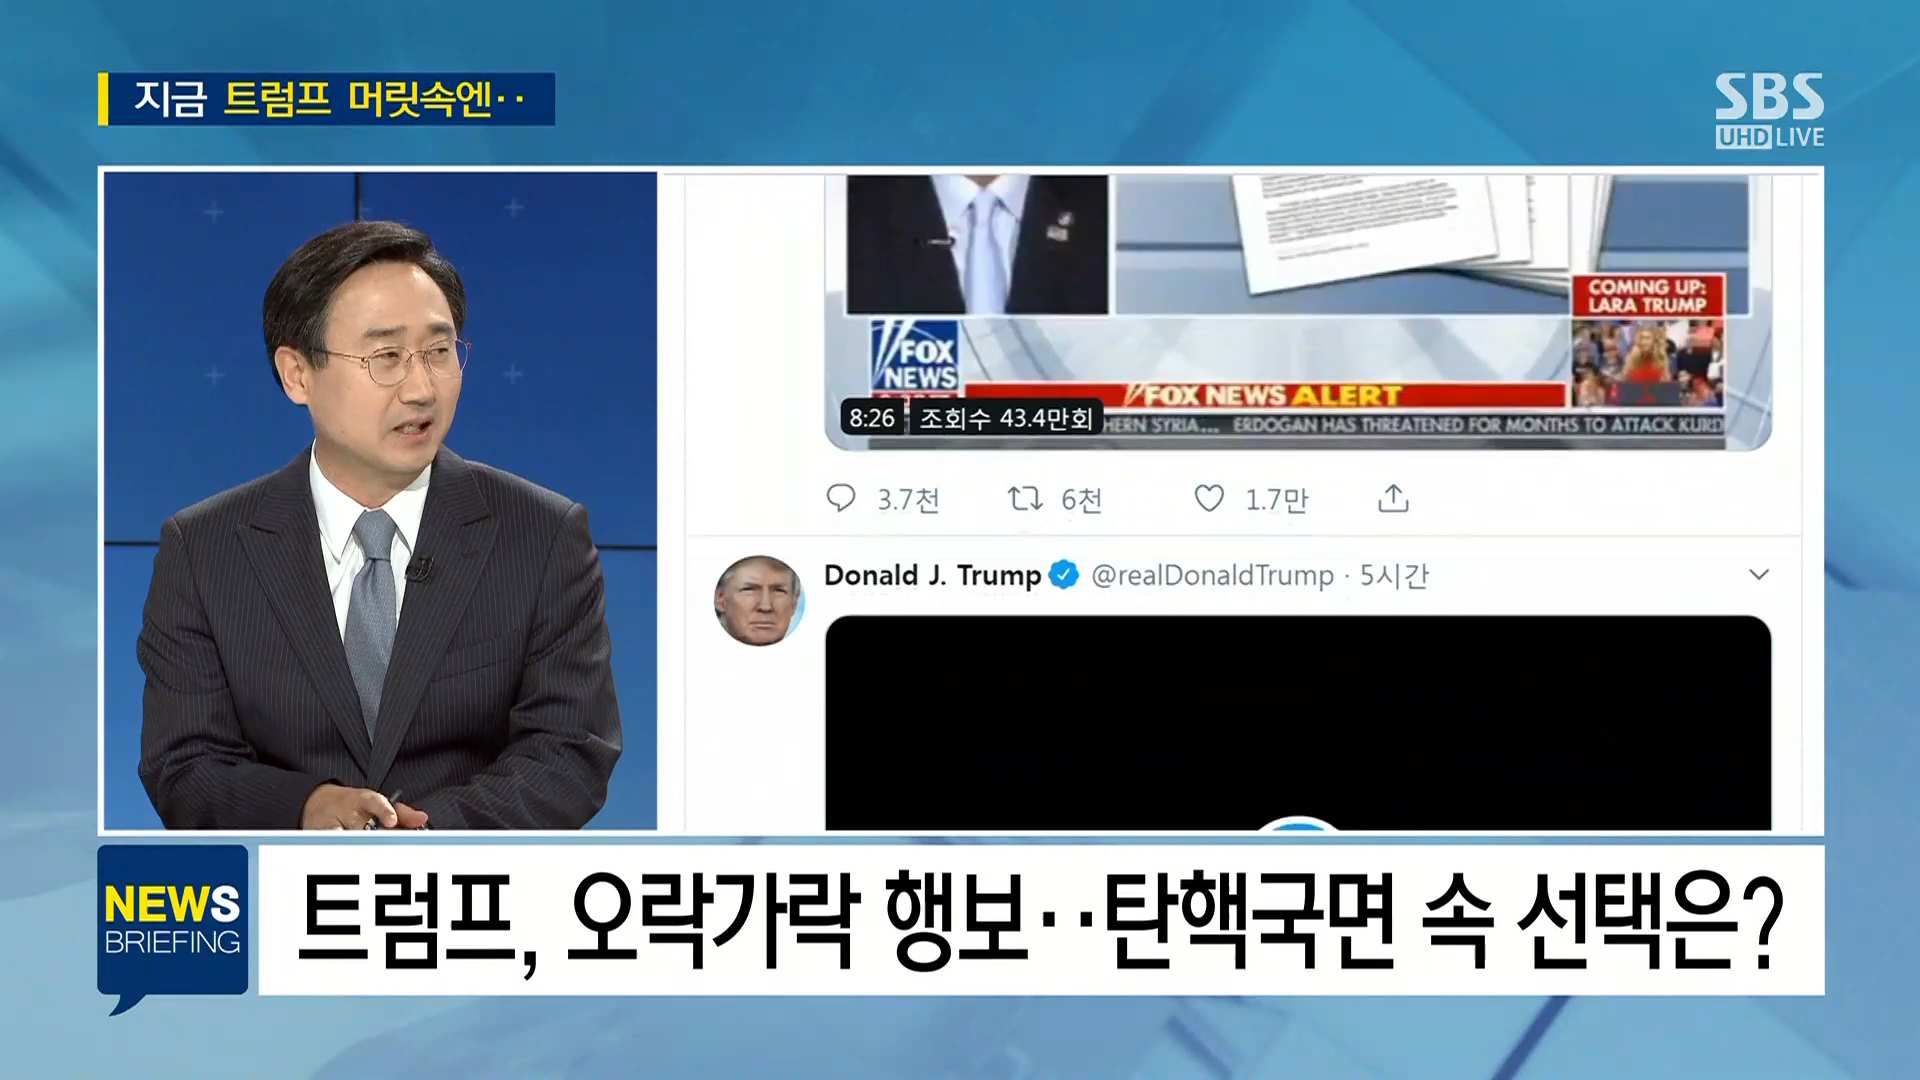 지금 트럼프 머릿속엔··
SBS
UHD LIVE
COMING UP:
LARA TRUMP
FOX
NEWS
FOX NEWS ALERT
8:26 조회수 43.4만회
HERN SYRIA... ERDOGAN HAS THREATENED FOR MONTHS TO ATTACK KURD
3.7천 6천 1.7만
Donald J. Trump @realDonaldTrump · 5시간
NEWS
BRIEFING
트럼프, 오락가락 행보··탄핵국면 속 선택은?